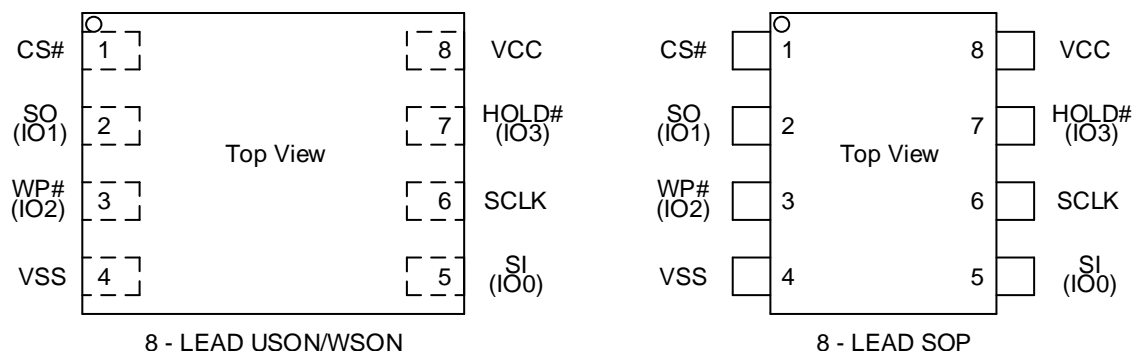 CS# 1 8 VCC
SO
(IO1) 2 7 HOLD#
(IO3)
Top View
WP#
(IO2) 3 6 SCLK
VSS 4 5 SI
(IO0)
8 - LEAD USON/WSON
CS# 1 8 VCC
SO
(IO1) 2 7 HOLD#
(IO3)
Top View
WP#
(IO2) 3 6 SCLK
VSS 4 5 SI
(IO0)
8 - LEAD SOP